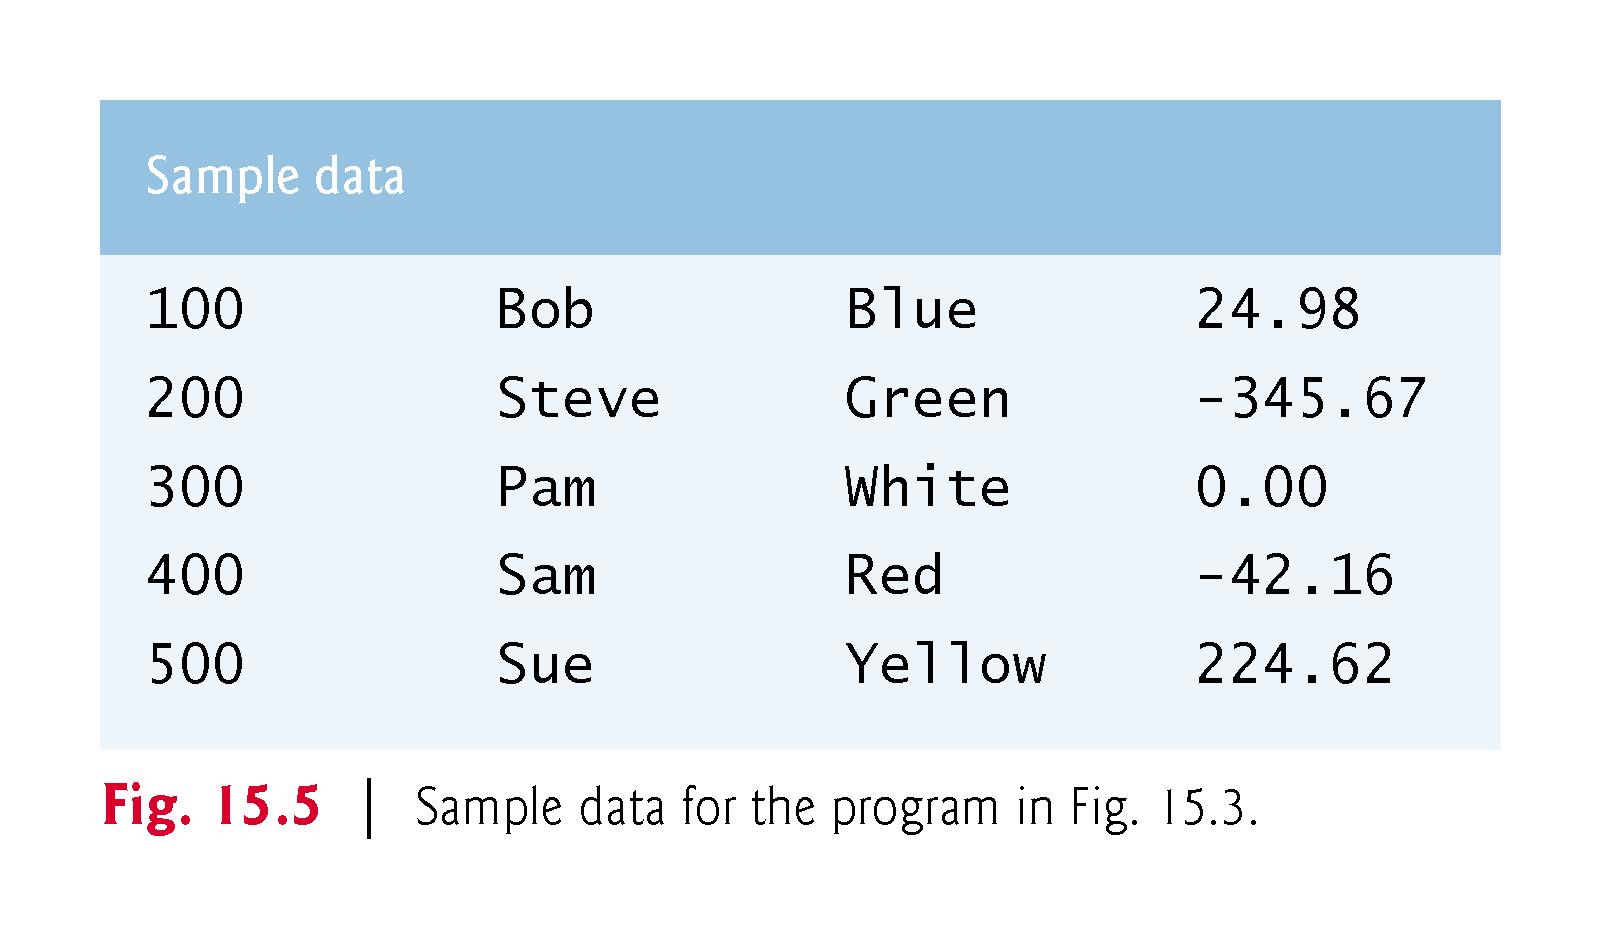 Sample data
100 Bob Blue 24.98
200 Steve Green -345.67
300 Pam White 0.00
400 Sam Red -42.16
500 Sue Yellow 224.62
Fig. 15.5 | Sample data for the program in Fig. 15.3.